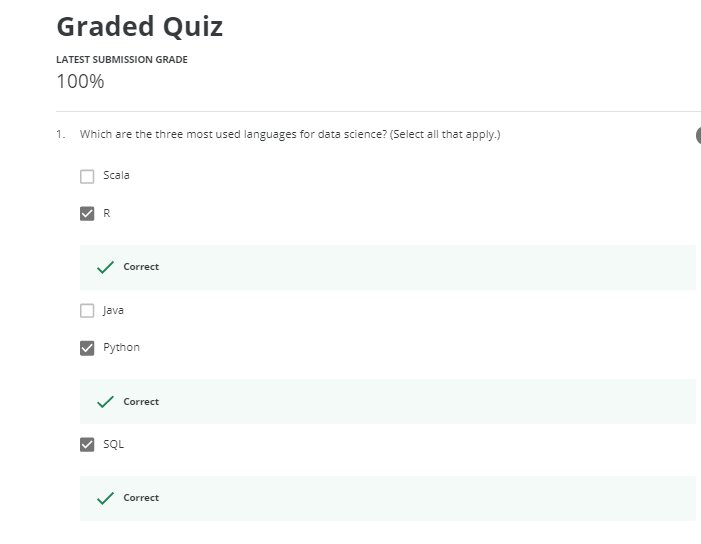 Graded Quiz
LATEST SUBMISSION GRADE
100%
1. Which are the three most used languages for data science? (Select all that apply.)
Scala
R
Correct
Java
Python
Correct
SQL
Correct